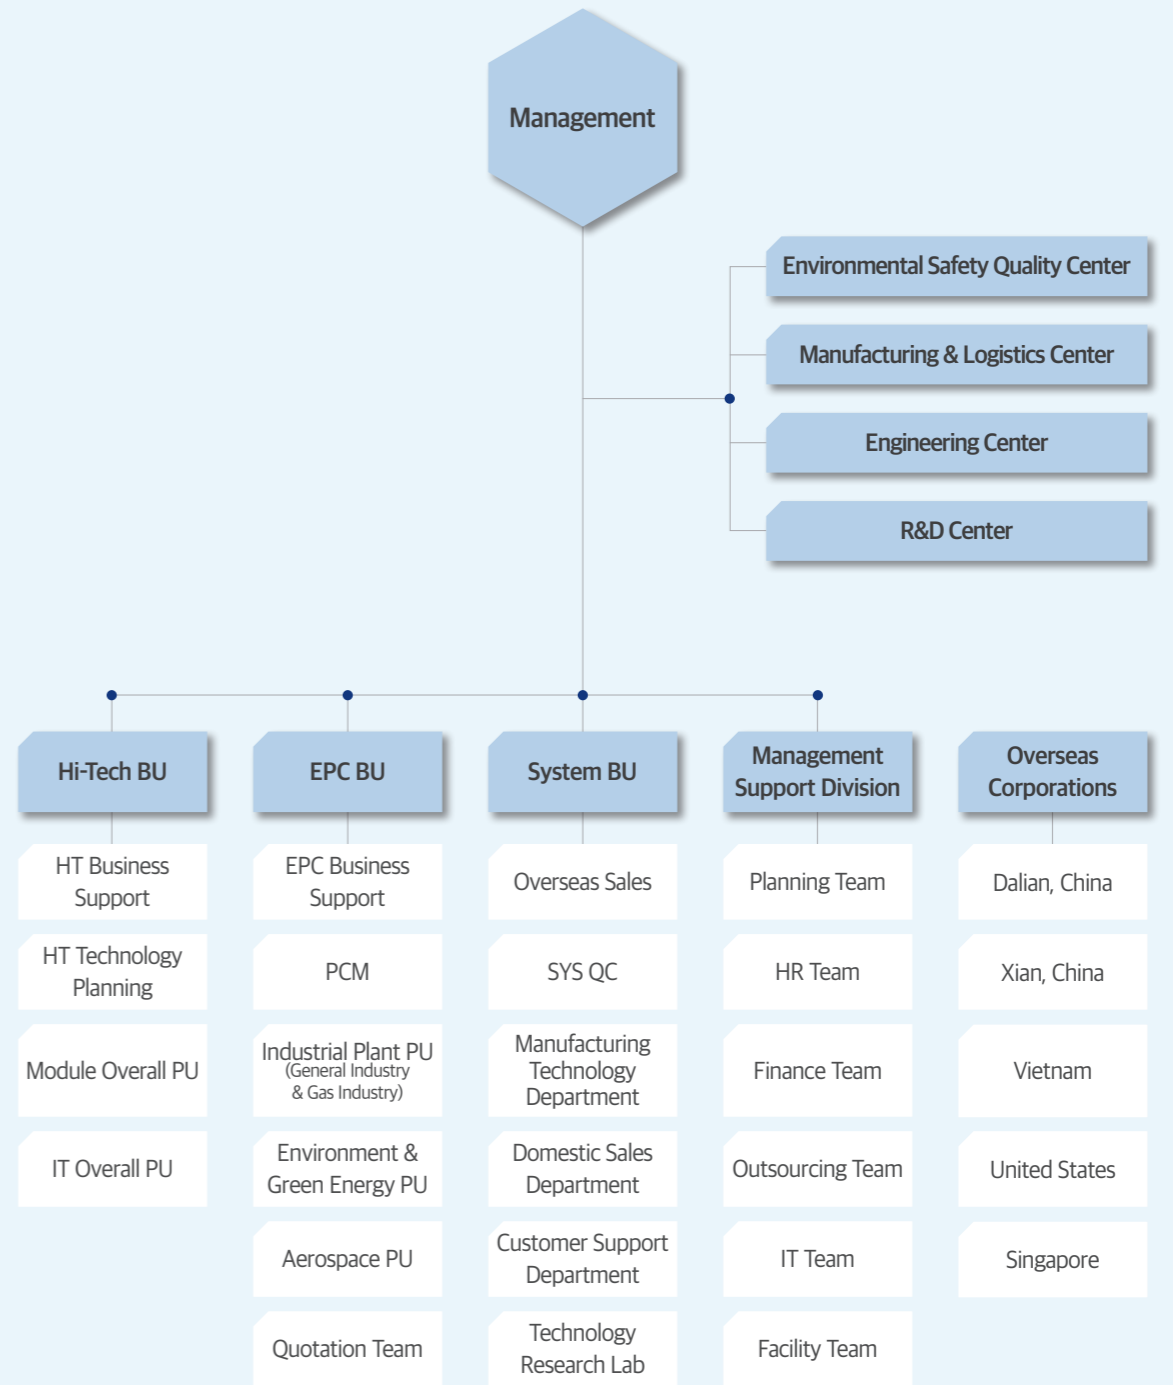 Management
Environmental Safety Quality Center
Manufacturing & Logistics Center
Engineering Center
R&D Center
Hi-Tech BU
HT Business
Support
HT Technology
Planning
Module Overall PU
IT Overall PU
EPC BU
EPC Business
Support
PCM
Industrial Plant PU
(General Industry
& Gas Industry)
Environment &
Green Energy PU
Aerospace PU
Quotation Team
System BU
Overseas Sales
SYS QC
Manufacturing
Technology
Department
Domestic Sales
Department
Customer Support
Department
Technology
Research Lab
Management
Support Division
Planning Team
HR Team
Finance Team
Outsourcing Team
IT Team
Facility Team
Overseas
Corporations
Dalian, China
Xian, China
Vietnam
United States
Singapore